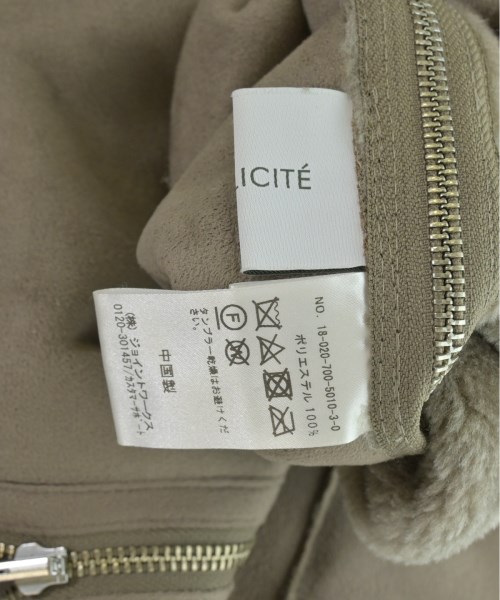 ICITÉ
NO. 18-020-700-5010-3-0
ポリエステル 100%
F
タンブラー乾燥はお避けくだ
さい。
中国製
(株) ジョイントワークス
0120-301457/カスタマーサポート